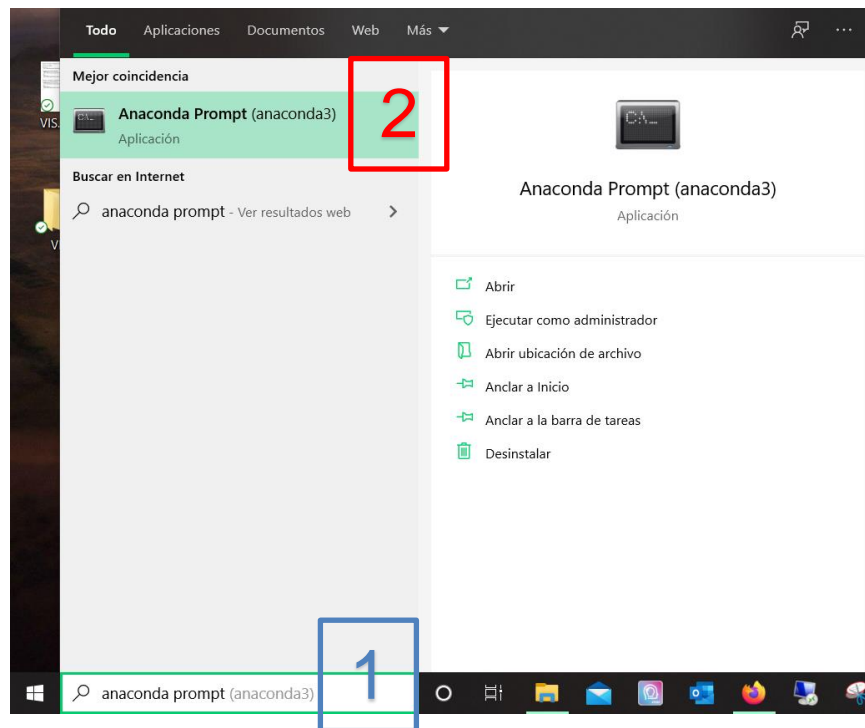 Todo Aplicaciones Documentos Web Más
Mejor coincidencia
Anaconda Prompt (anaconda3)
Aplicación
2
Buscar en Internet
anaconda prompt - Ver resultados web
Anaconda Prompt (anaconda3)
Aplicación
Abrir
Ejecutar como administrador
Abrir ubicación de archivo
Anclar a Inicio
Anclar a la barra de tareas
Desinstalar
VIS.
1
anaconda prompt (anaconda3)